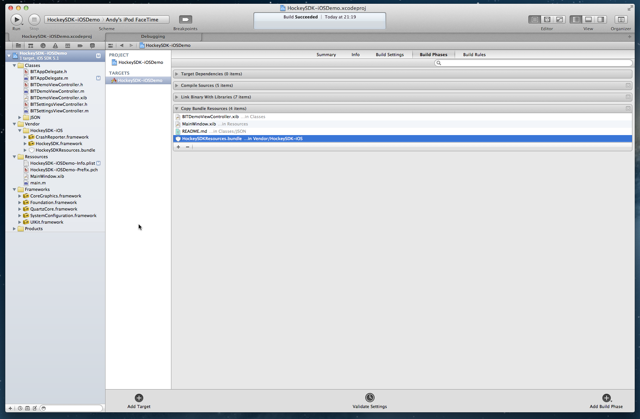 HockeySDK-iOSDemo.xcodeproj
Run
Stop
HockeySDK-iOSDemo
Andy's iPod FaceTime
Scheme
Breakpoints
Build Succeeded | Today at 21:19
Editor
View
Organizer
HockeySDK-iOSDemo.xcodeproj
Debugging
HockeySDK-iOSDemo
HockeySDK-iOSDemo
1 target, iOS SDK 5.1
Classes
BITAppDelegate.h
BITAppDelegate.m
BITDemoViewController.h
BITDemoViewController.m
BITDemoViewController.xib
BITSettingsViewController.h
BITSettingsViewController.m
JSON
Vendor
HockeySDK-iOS
CrashReporter.framework
HockeySDK.framework
HockeySDKResources.bundle
Resources
HockeySDK-iOSDemo-Info.plist
HockeySDK-iOSDemo-Prefix.pch
MainWindow.xib
main.m
Frameworks
CoreGraphics.framework
Foundation.framework
QuartzCore.framework
SystemConfiguration.framework
UIKit.framework
Products
PROJECT
HockeySDK-iOSDemo
TARGETS
HockeySDK-iOSDemo
Summary
Info
Build Settings
Build Phases
Build Rules
Target Dependencies (0 items)
Compile Sources (5 items)
Link Binary With Libraries (7 items)
Copy Bundle Resources (4 items)
BITDemoViewController.xib ...in Classes
MainWindow.xib ...in Resources
README.md ...in Classes/JSON
HockeySDKResources.bundle ...in Vendor/HockeySDK-iOS
Add Target
Validate Settings
Add Build Phase